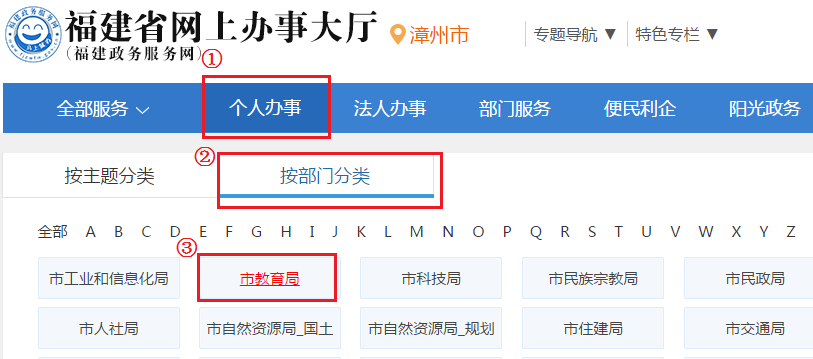 福建省网上办事大厅
(福建政务服务网)
漳州市
专题导航 ▼
特色专栏 ▼
①
全部服务
个人办事
法人办事
部门服务
便民利企
阳光政务
②
按主题分类
按部门分类
全部 A B C D E F G H I J K L M N O P Q R S T U V W X Y Z
③
市工业和信息化局
市教育局
市科技局
市民族宗教局
市民政局
市人社局
市自然资源局_国土
市自然资源局_规划
市住建局
市交通局